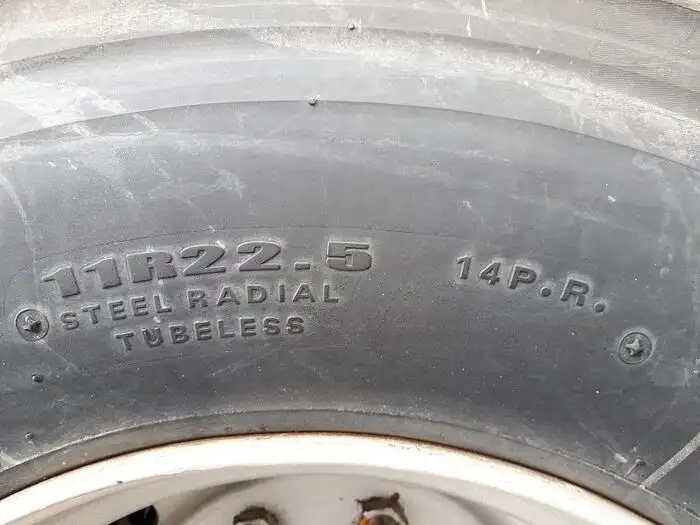 11R22.5 14P.R.
STEEL RADIAL
TUBELESS